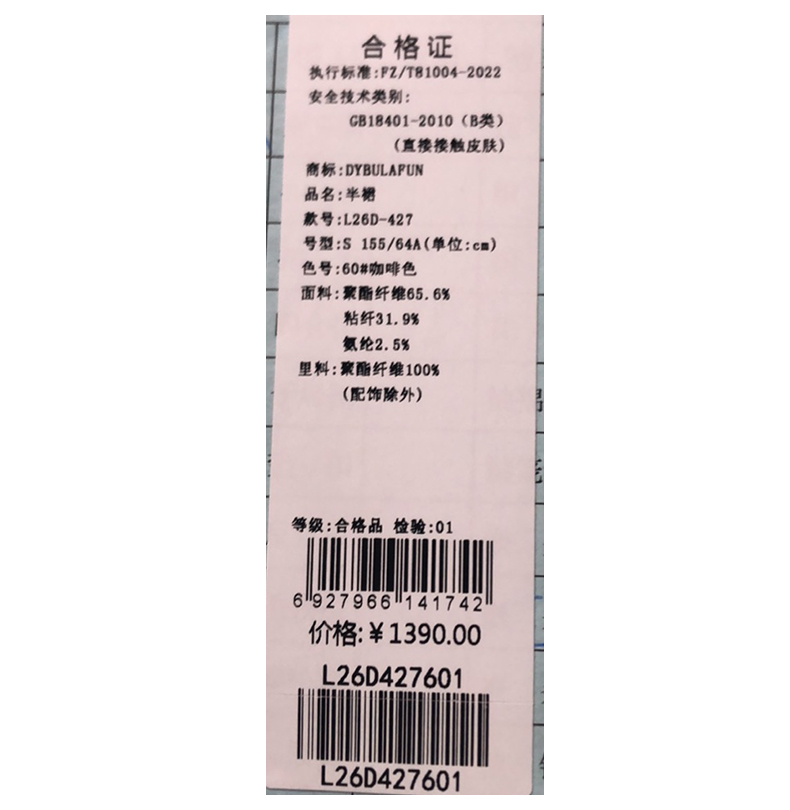 合格证
执行标准:FZ/T81004-2022
安全技术类别:
GB18401-2010（B类）
(直接接触皮肤)
商标:DYBULAFUN
品名:半裙
款号:L26D-427
号型:S 155/64A(单位:cm)
色号:60#咖啡色
面料:聚酯纤维65.6%
粘纤31.9%
氨纶2.5%
里料:聚酯纤维100%
(配饰除外)
等级:合格品 检验:01
6 927966 141742
价格:￥1390.00
L26D427601
L26D427601